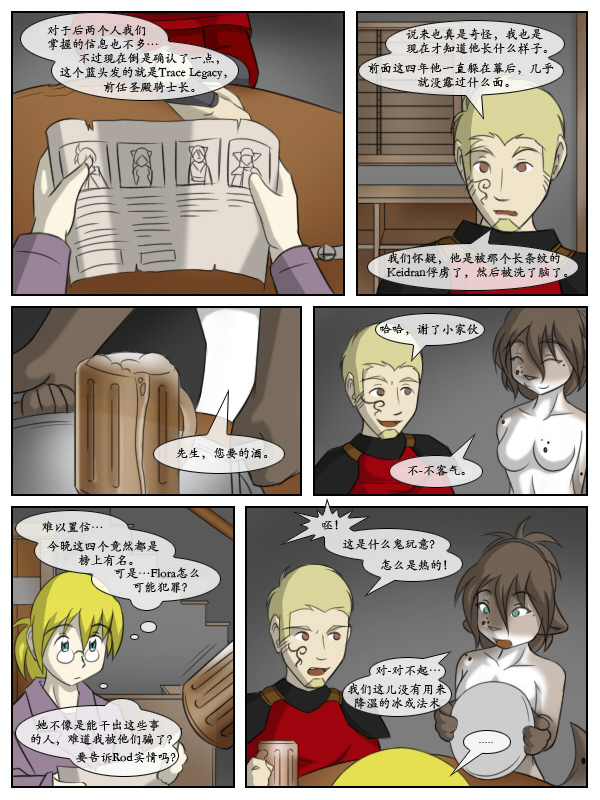 对于后两个人我们
掌握的信息也不多…
不过现在倒是确认了一点，
这个蓝头发的就是Trace Legacy，
前任圣殿骑士长。
说来也真是奇怪，我也是
现在才知道他长什么样子。
前面这四年他一直躲在幕后，几乎
就没露过什么面。
我们怀疑，他是被那个长条纹的
Keidran俘虏了，然后被洗了脑了。
先生，您要的酒。
哈哈，谢了小家伙
不-不客气。
难以置信…
今晚这四个竟然都是
榜上有名。
可是…Flora怎么
可能犯罪？
她不像是能干出这些事
的人，难道我被他们骗了？
要告诉Rod实情吗？
呸！
这是什么鬼玩意？
怎么是热的！
对-对不起…
我们这儿没有用来
降温的冰或法术
……